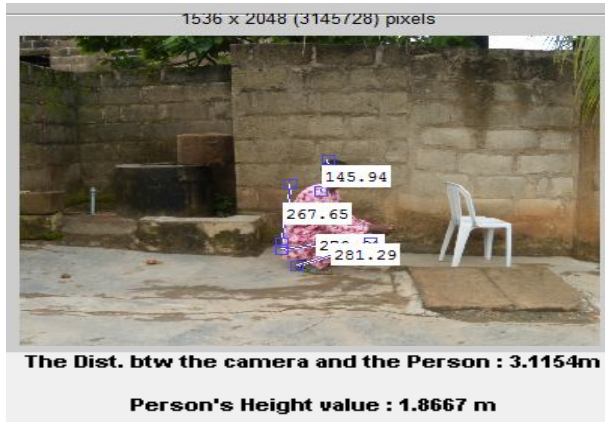 1536 x 2048 (3145728) pixels
145.94
267.65
281.29
The Dist. btw the camera and the Person : 3.1154m
Person's Height value : 1.8667 m